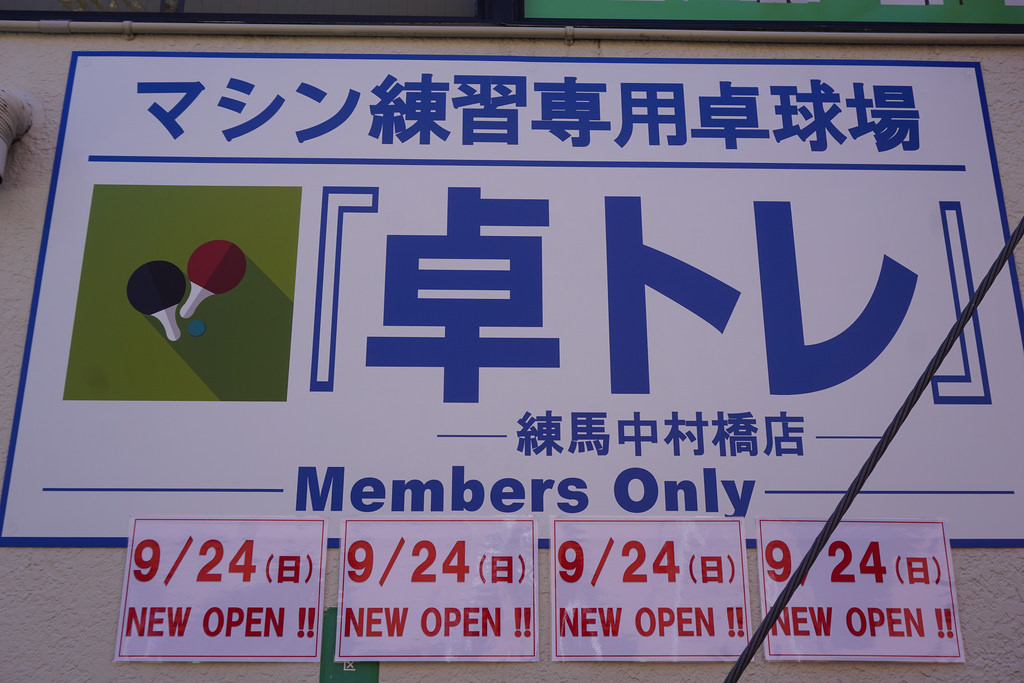 マシン練習専用卓球場
『卓トレ』
練馬中村橋店
Members Only
9/24(日) 9/24(日) 9/24(日) 9/24(日)
NEW OPEN !! NEW OPEN !! NEW OPEN !! NEW OPEN !!
区